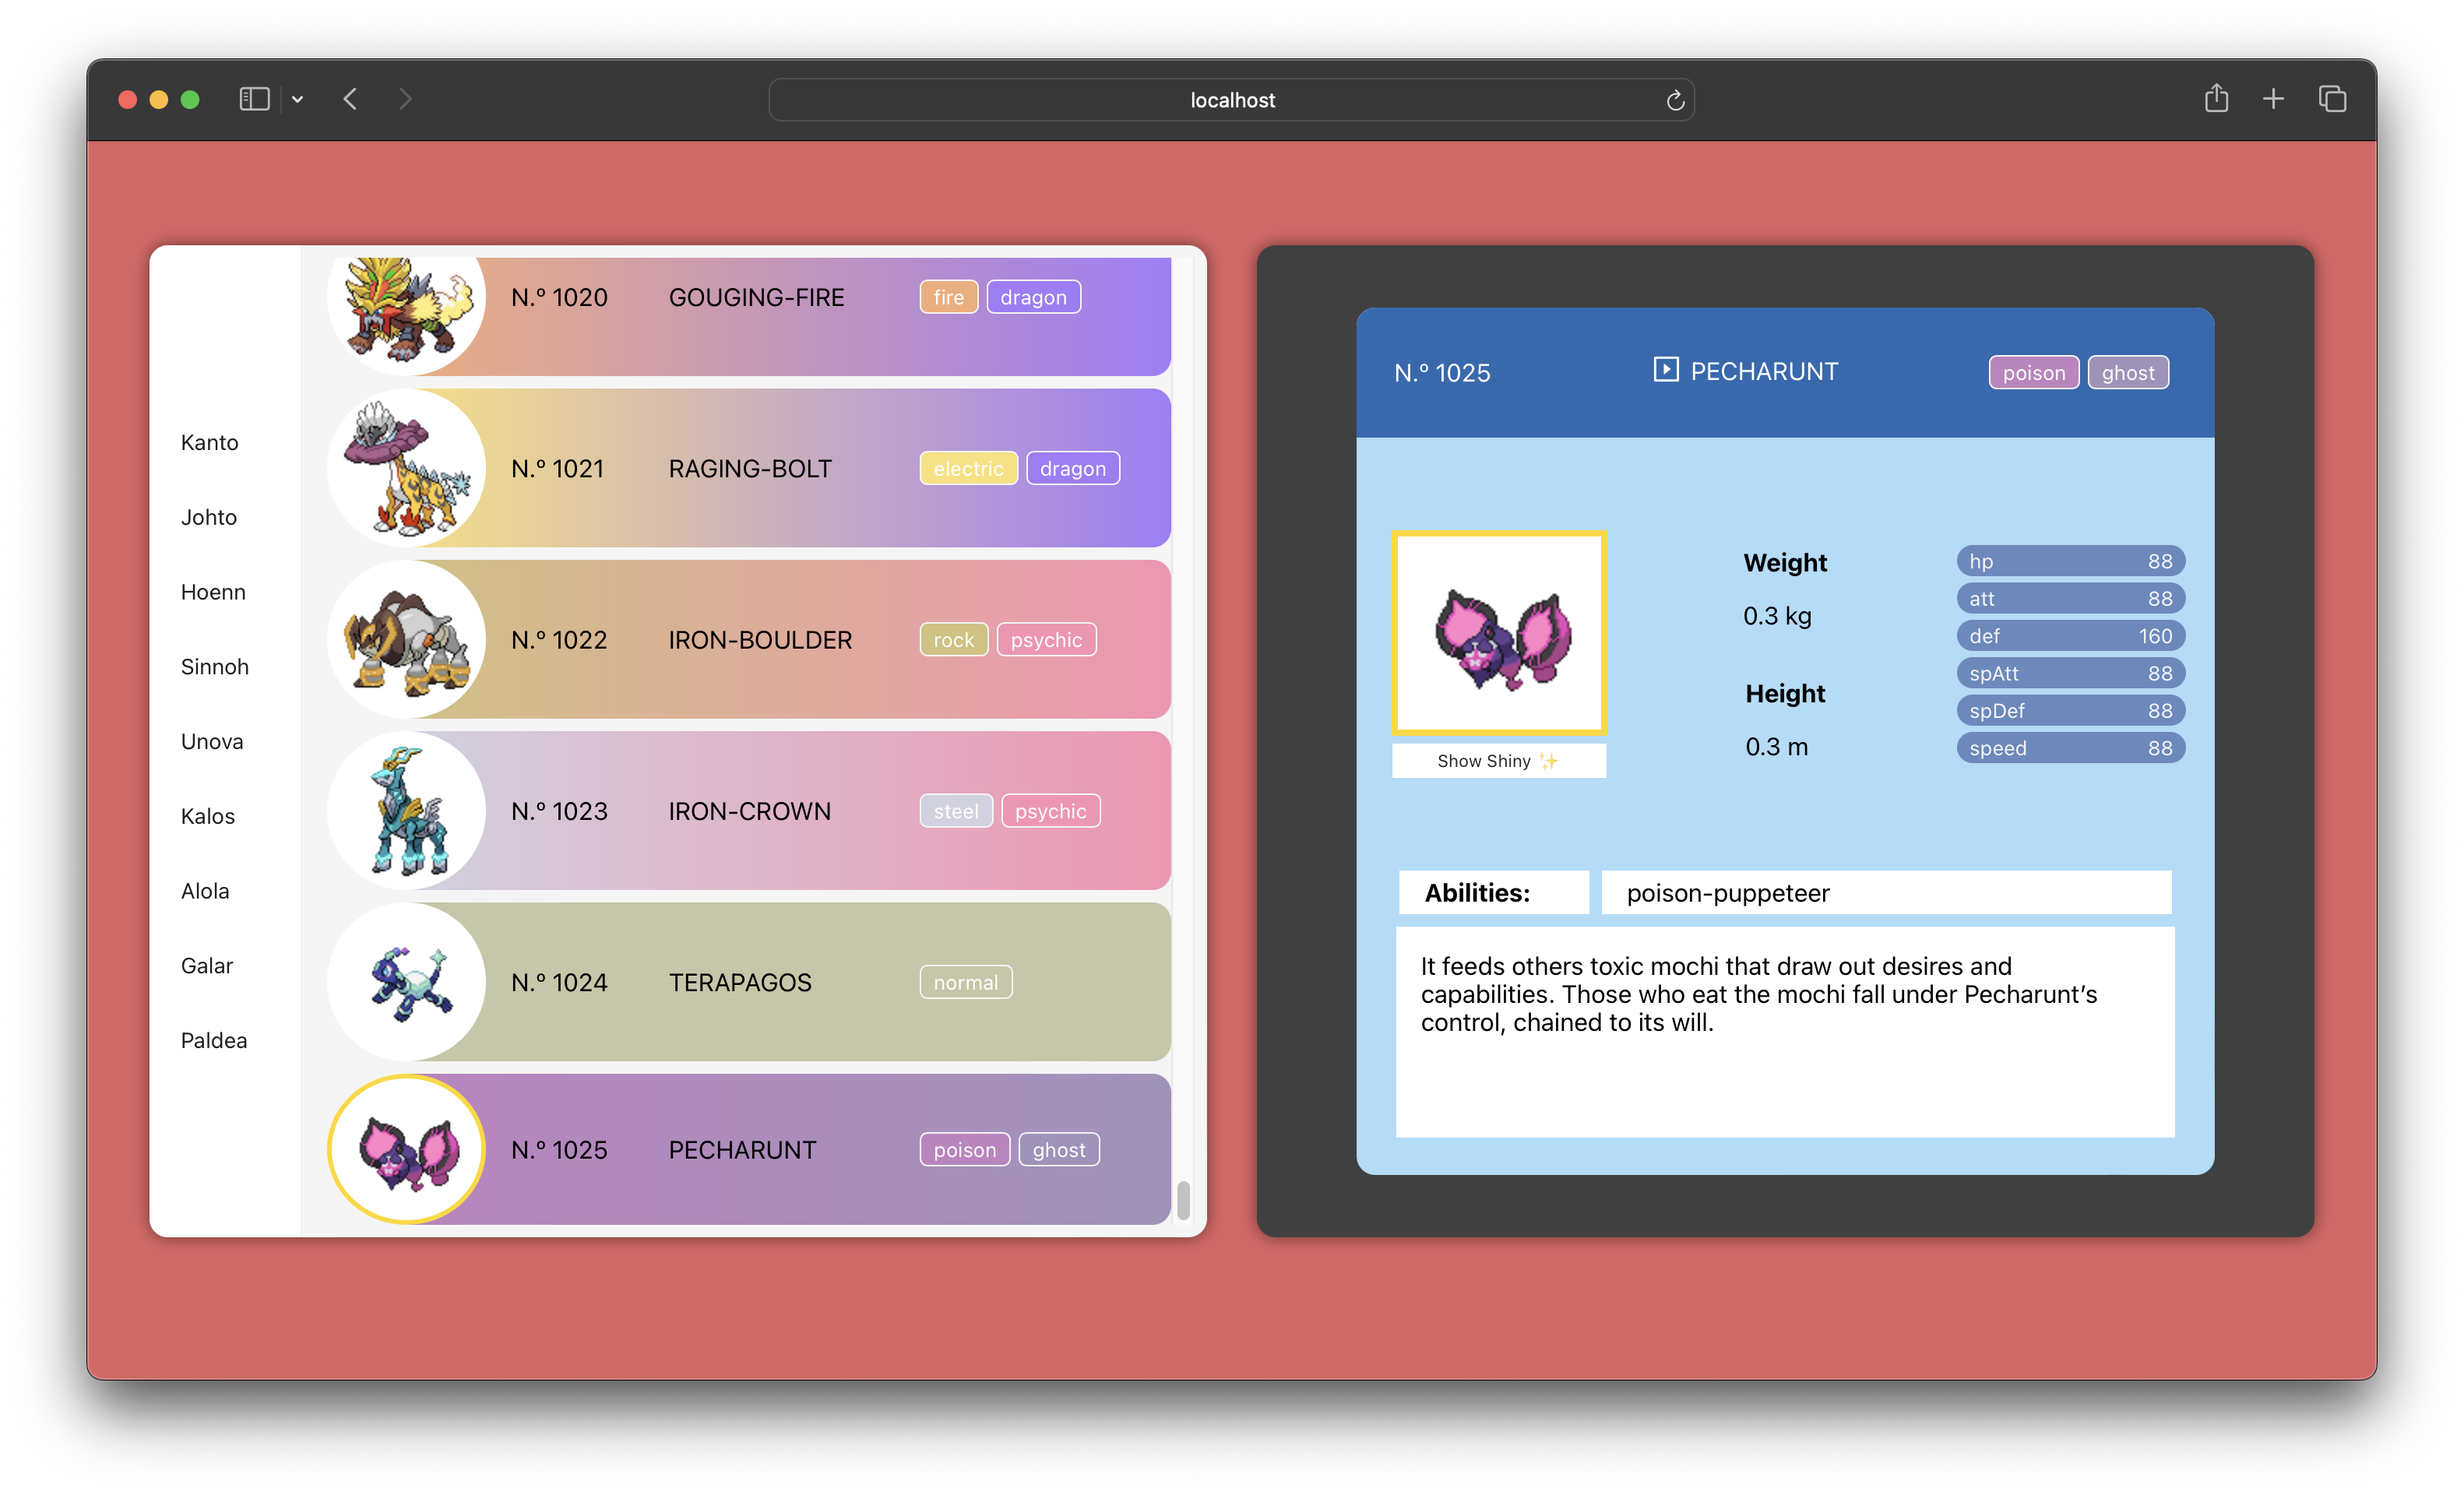 localhost
Kanto
Johto
Hoenn
Sinnoh
Unova
Kalos
Alola
Galar
Paldea
N.º 1020 GOUGING-FIRE fire dragon
N.º 1021 RAGING-BOLT electric dragon
N.º 1022 IRON-BOULDER rock psychic
N.º 1023 IRON-CROWN steel psychic
N.º 1024 TERAPAGOS normal
N.º 1025 PECHARUNT poison ghost
N.º 1025 PECHARUNT poison ghost
Show Shiny ✨
Weight
0.3 kg
Height
0.3 m
hp 88
att 88
def 160
spAtt 88
spDef 88
speed 88
Abilities: poison-puppeteer
It feeds others toxic mochi that draw out desires and
capabilities. Those who eat the mochi fall under Pecharunt’s
control, chained to its will.